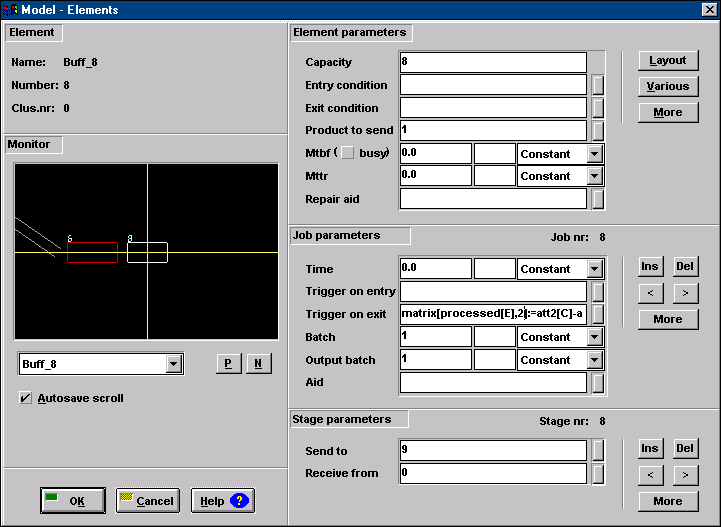 Model - Elements
Element
Name: Buff_8
Number: 8
Clus.nr: 0
Monitor
6
8
Buff_8
P N
Autosave scroll
OK Cancel Help ?
Element parameters
Capacity 8
Entry condition
Exit condition
Product to send 1
Mtbf ( busy) 0.0 Constant
Mttr 0.0 Constant
Repair aid
Layout
Various
More
Job parameters Job nr: 8
Time 0.0 Constant
Trigger on entry
Trigger on exit matrix[processed[E],2]:=att2[C]-a
Batch 1 Constant
Output batch 1 Constant
Aid
Ins Del
< >
More
Stage parameters Stage nr: 8
Send to 9
Receive from 0
Ins Del
< >
More